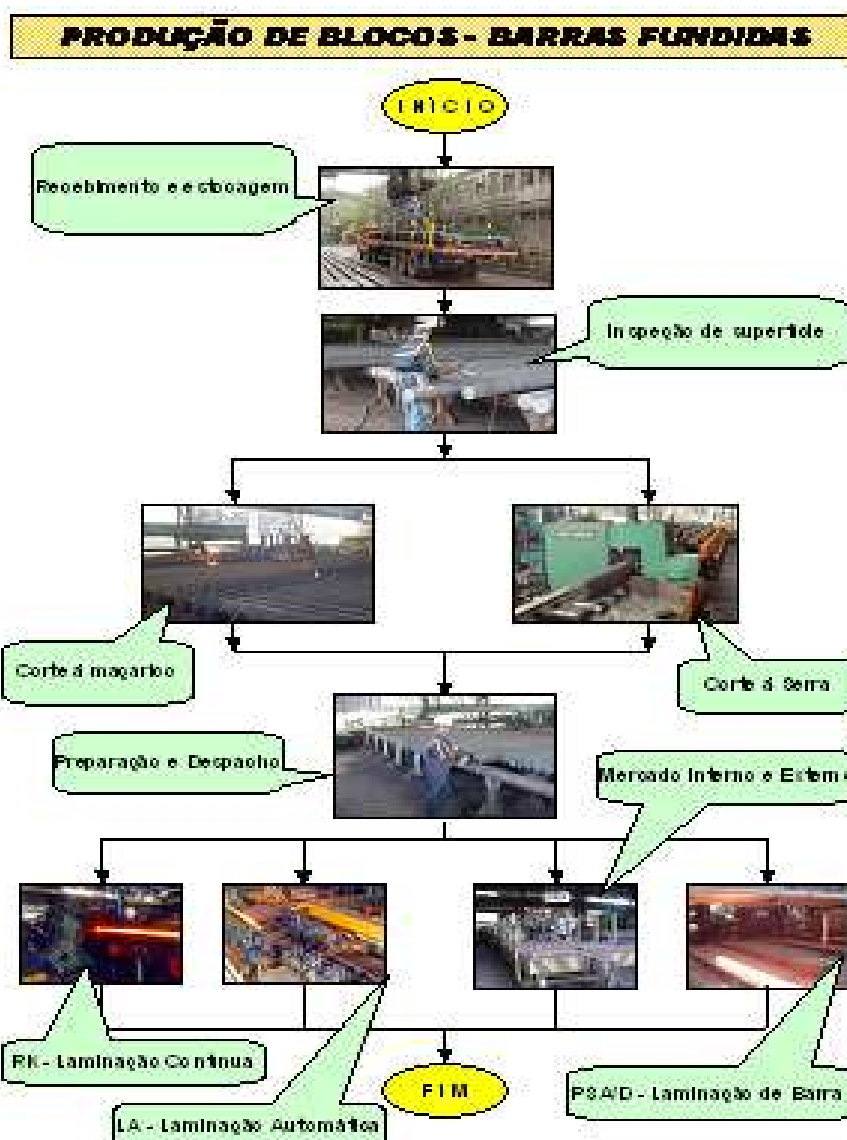 PRODUÇÃO DE BLOCOS - BARRAS FUNDIDAS
INÍCIO
Recebimento e estocagem
Inspeção de superfície
Corte á maçarico
Corte á Serra
Preparação e Despacho
Mercado Interno e Extern
RK - Laminação Continua
LA - Laminação Automática
FIM
PSA/D - Laminação de Barra